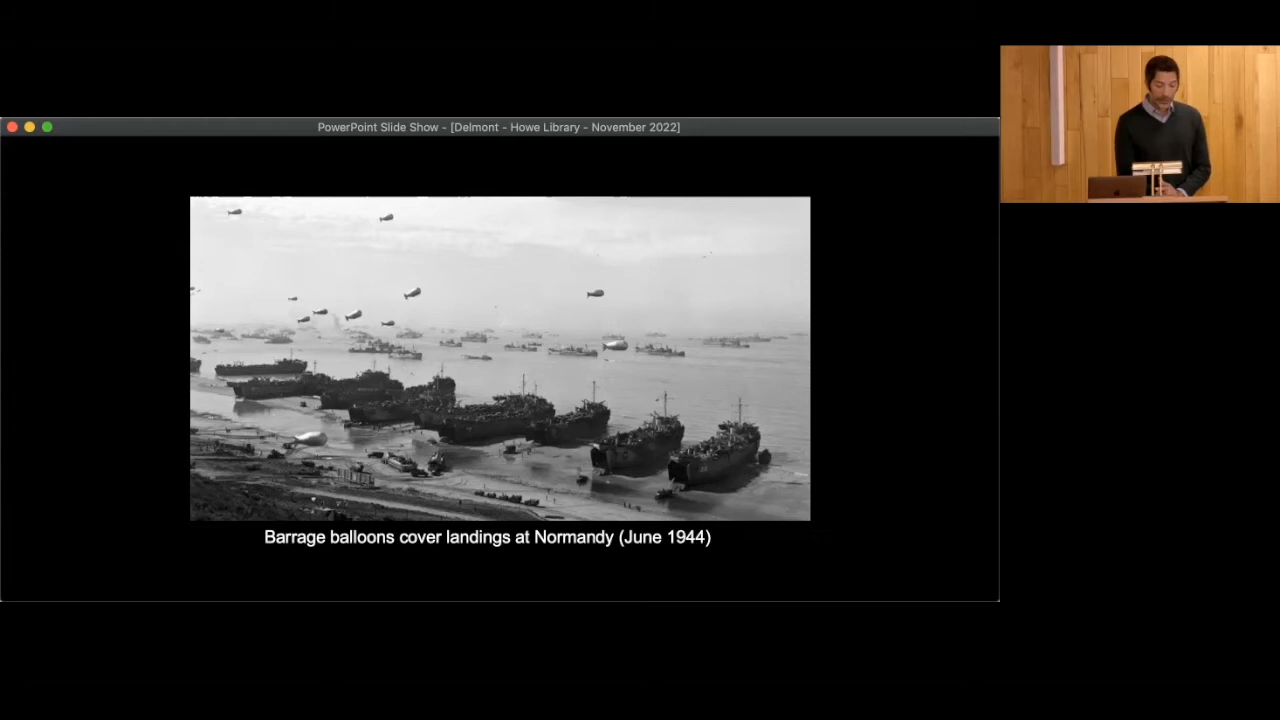 PowerPoint Slide Show - [Delmont - Howe Library - November 2022]
Barrage balloons cover landings at Normandy (June 1944)